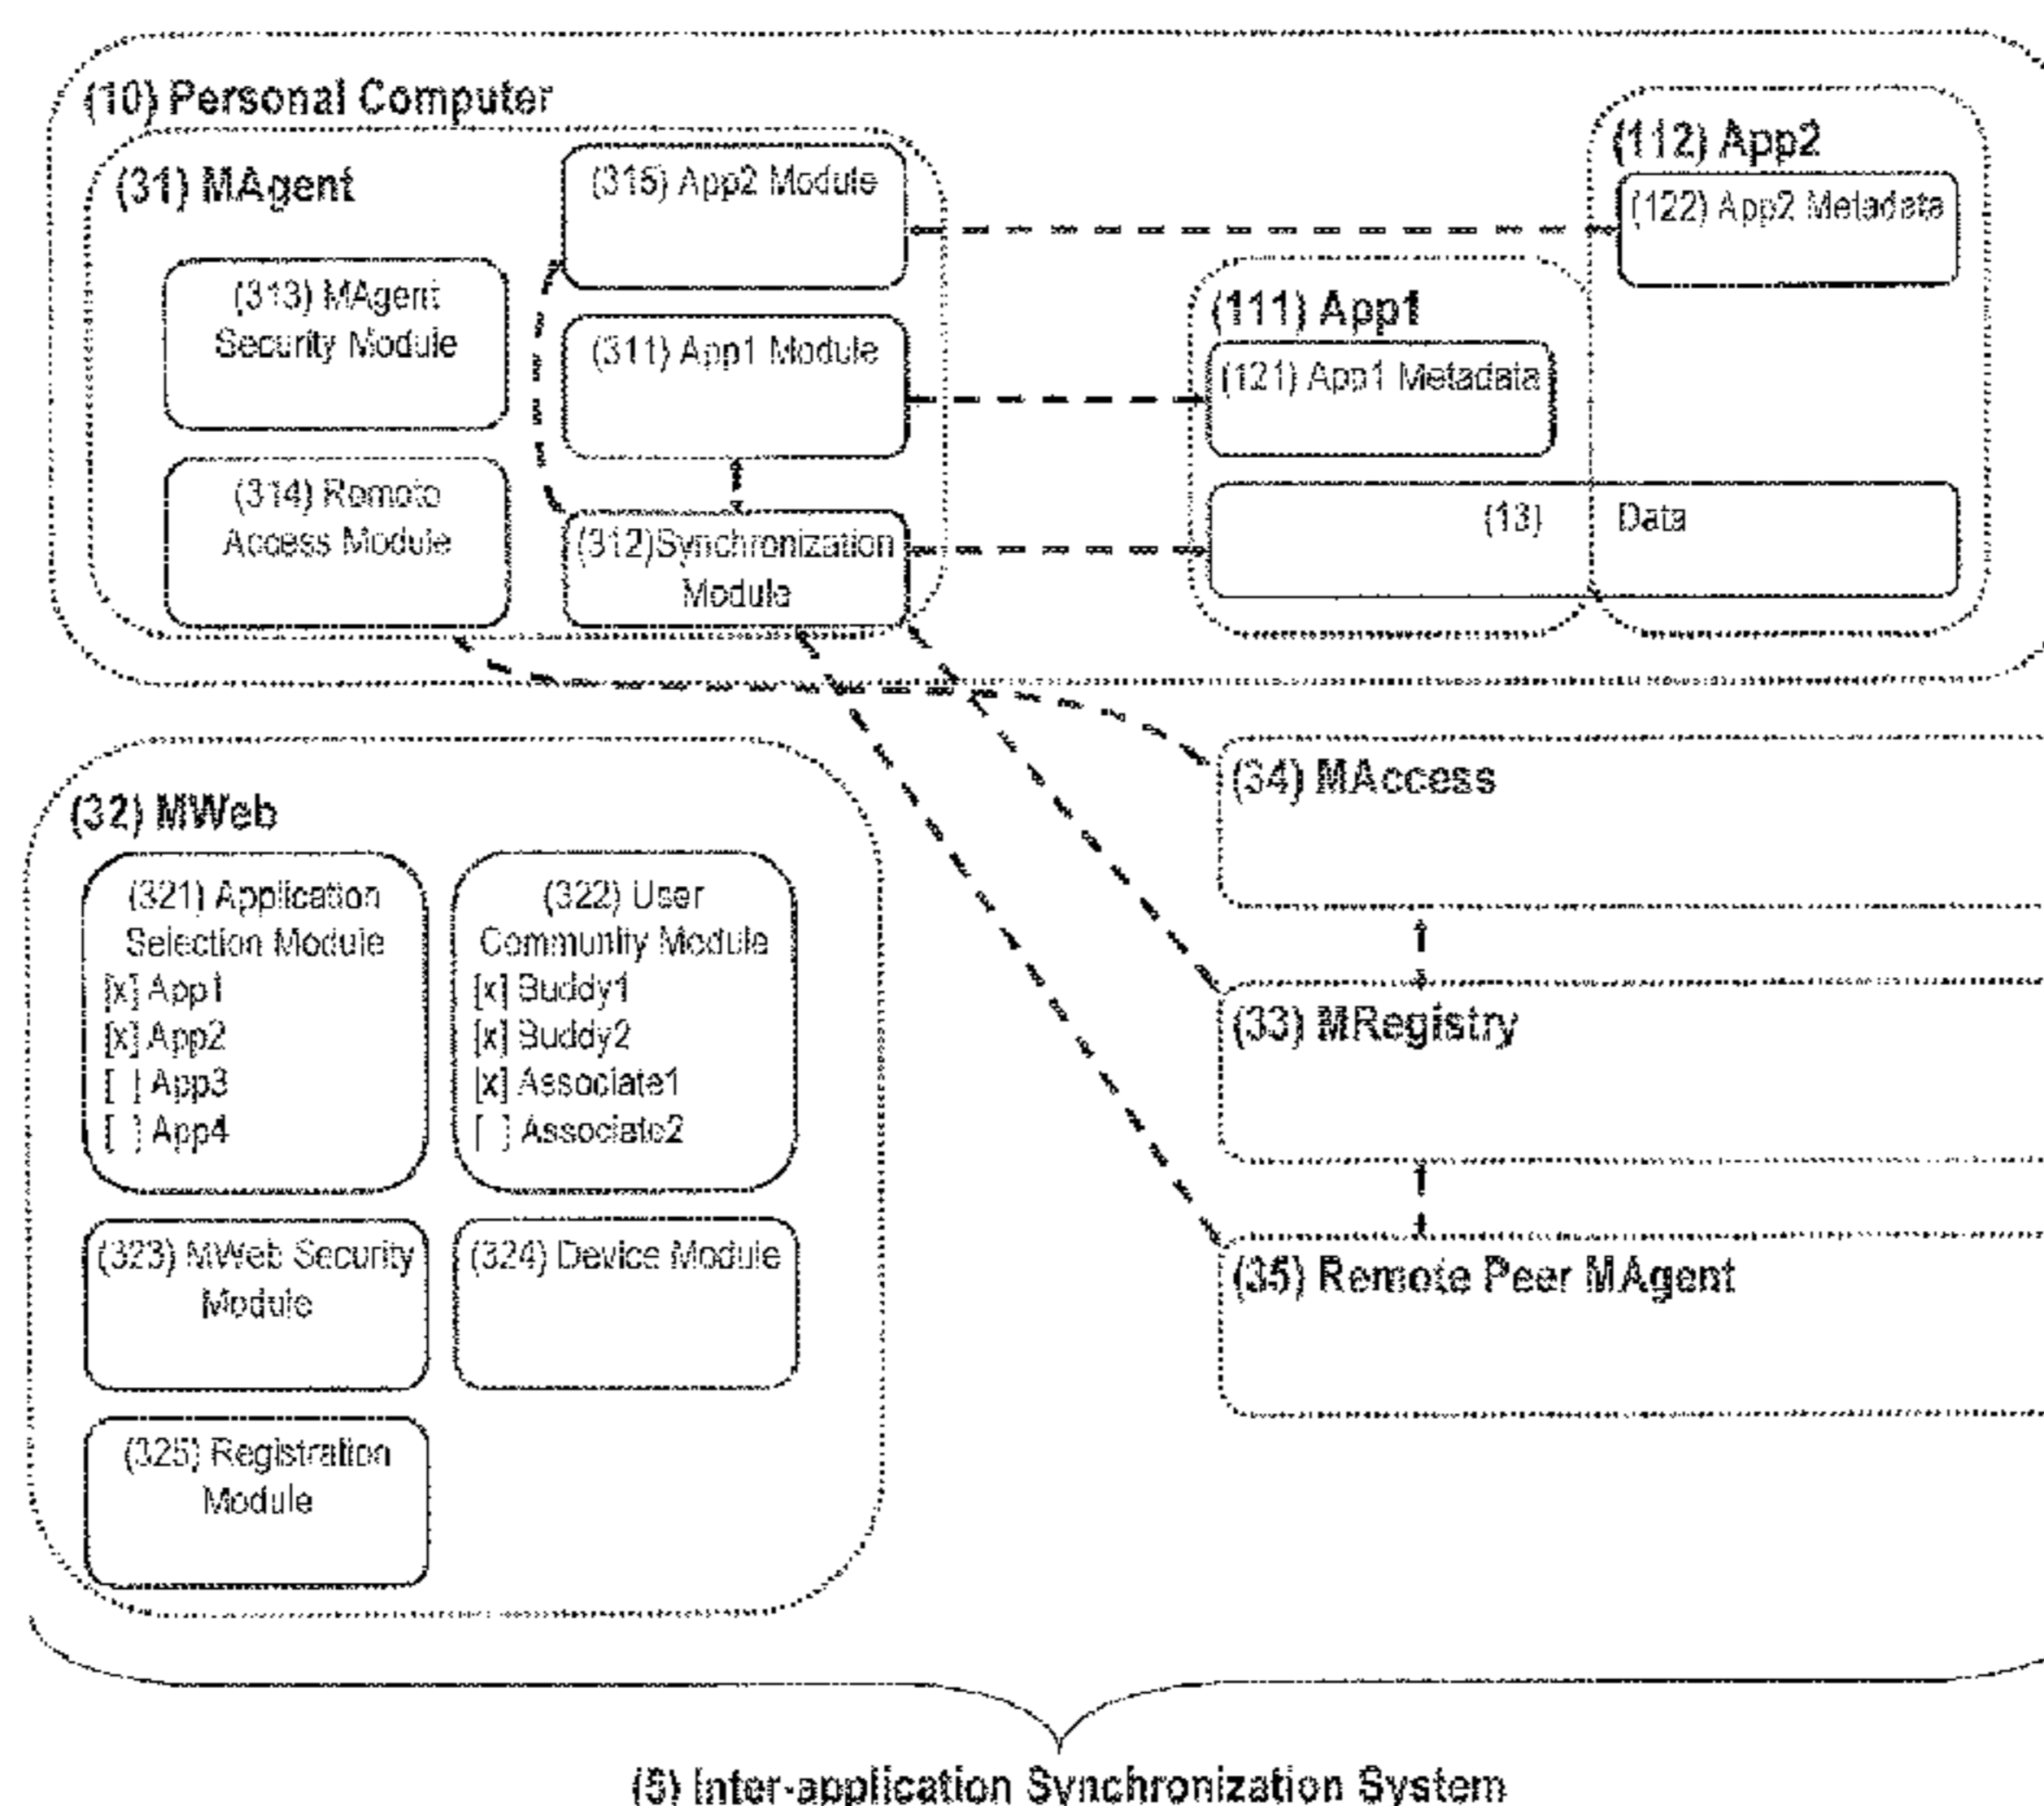 (10) Personal Computer
(31) MAgent
(315) App2 Module
(112) App2
(122) App2 Metadata
(313) MAgent
Security Module
(311) App1 Module
(111) App1
(121) App1 Metadata
(314) Remote
Access Module
(312)Synchronization
Module
(13) Data
(32) MWeb
(321) Application
Selection Module
[x] App1
[x] App2
[ ] App3
[ ] App4
(322) User
Community Module
[x] Buddy1
[x] Buddy2
[x] Associate1
[ ] Associate2
(323) MWeb Security
Module
(324) Device Module
(325) Registration
Module
(34) MAccess
(33) MRegistry
(35) Remote Peer MAgent
(5) Inter-application Synchronization System